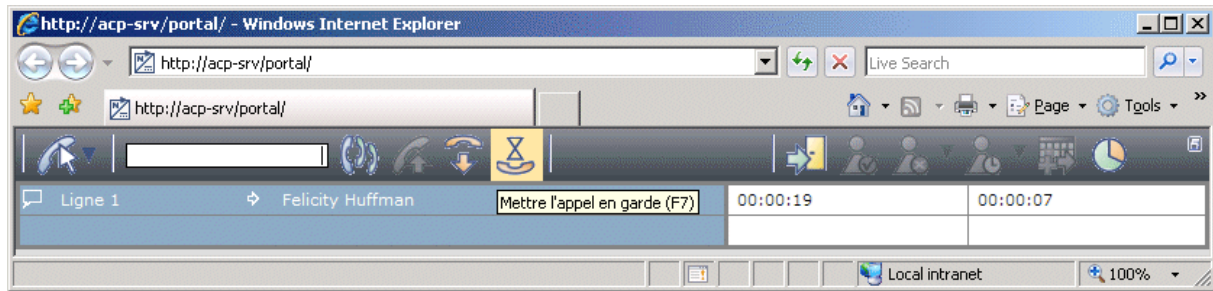 http://acp-srv/portal/ - Windows Internet Explorer
http://acp-srv/portal/ Live Search
http://acp-srv/portal/ Page Tools »
Ligne 1 Felicity Huffman 00:00:19 00:00:07
Mettre l'appel en garde (F7)
Local intranet 100%